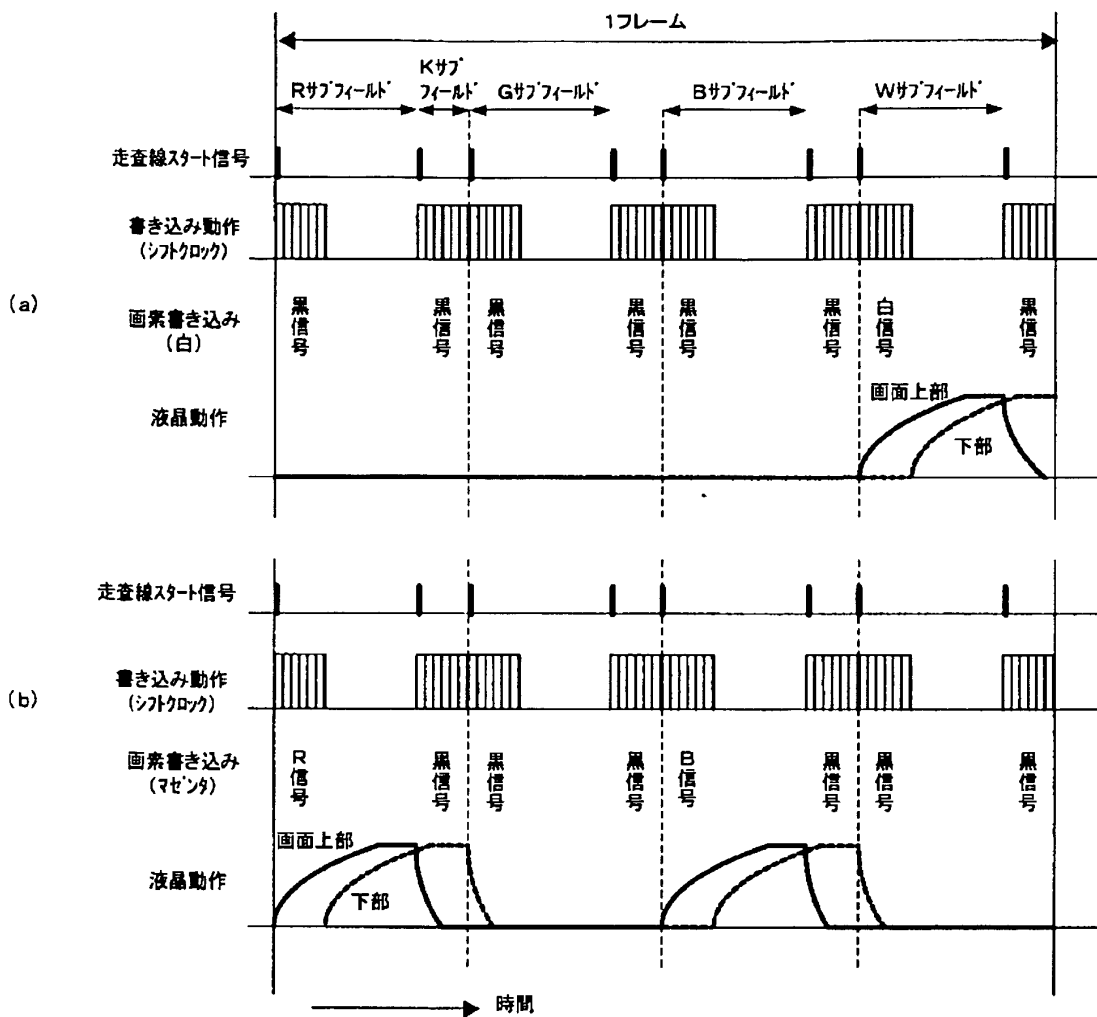 1フレーム
Rサブフィールド
Kサブ
フィールド
Gサブフィールド
Bサブフィールド
Wサブフィールド
走査線スタート信号
書き込み動作
(シフトクロック)
(a)
画素書き込み
(白)
黒信号
黒信号
黒信号
黒信号
黒信号
黒信号
白信号
黒信号
液晶動作
画面上部
下部
走査線スタート信号
書き込み動作
(シフトクロック)
(b)
画素書き込み
(マゼンタ)
R信号
黒信号
黒信号
黒信号
B信号
黒信号
黒信号
黒信号
液晶動作
画面上部
下部
時間